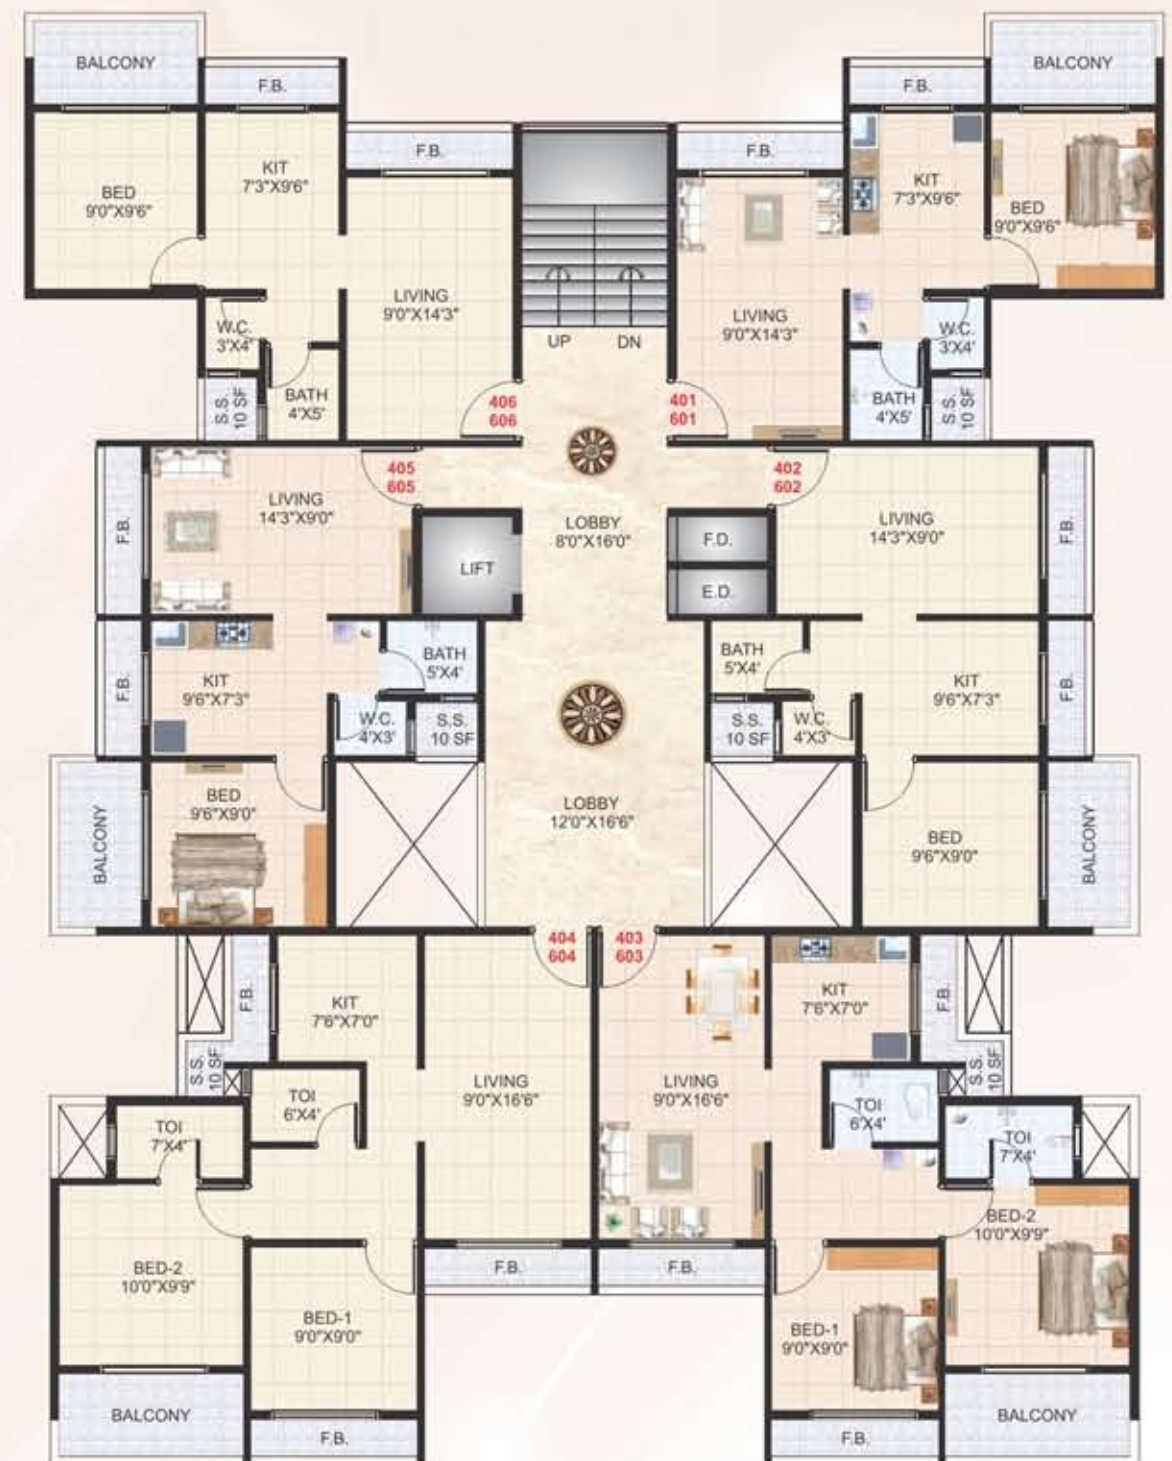 BALCONY
F.B.
BED
9'0"X9'6"
KIT
7'3"X9'6"
F.B.
LIVING
9'0"X14'3"
W.C.
3'X4'
S.S.
10 SF
BATH
4'X5'
406
606
UP
DN
F.B.
LIVING
9'0"X14'3"
401
601
F.B.
KIT
7'3"X9'6"
BALCONY
BED
9'0"X9'6"
W.C.
3'X4'
BATH
4'X5'
S.S.
10 SF
F.B.
LIVING
14'3"X9'0"
405
605
LIFT
LOBBY
8'0"X16'0"
F.D.
E.D.
402
602
LIVING
14'3"X9'0"
F.B.
F.B.
KIT
9'6"X7'3"
BATH
5'X4'
W.C.
4'X3'
S.S.
10 SF
BATH
5'X4'
S.S.
10 SF
W.C.
4'X3'
KIT
9'6"X7'3"
F.B.
BALCONY
BED
9'6"X9'0"
LOBBY
12'0"X16'6"
BED
9'6"X9'0"
BALCONY
404
604
403
603
F.B.
S.S.
10 SF
KIT
7'6"X7'0"
TOI
6'X4'
TOI
7'X4'
LIVING
9'0"X16'6"
LIVING
9'0"X16'6"
KIT
7'6"X7'0"
F.B.
S.S.
10 SF
TOI
6'X4'
TOI
7'X4'
BED-2
10'0"X9'9"
BED-1
9'0"X9'0"
F.B.
F.B.
BED-1
9'0"X9'0"
BED-2
10'0"X9'9"
BALCONY
F.B.
F.B.
BALCONY